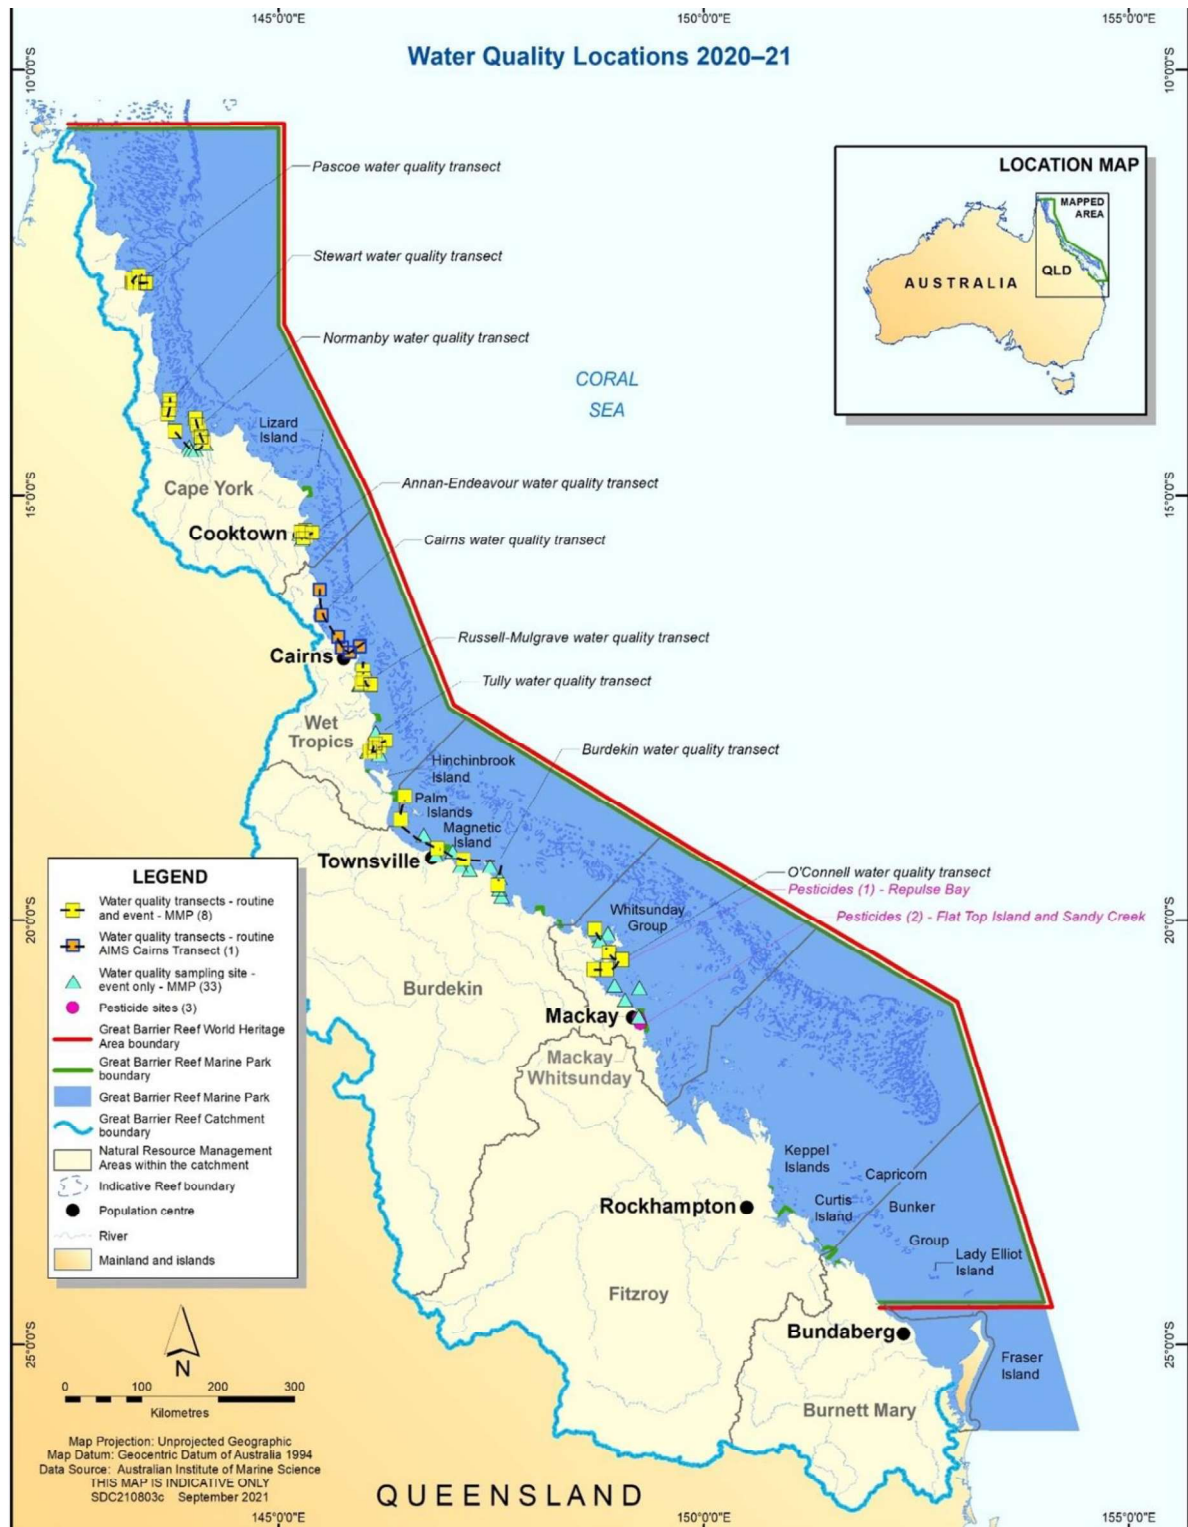 145°0'0"E
150°0'0"E
155°0'0"E
Water Quality Locations 2020–21
10°0'0"S
10°0'0"S
LOCATION MAP
MAPPED
AREA
QLD
AUSTRALIA
Pascoe water quality transect
Stewart water quality transect
Normanby water quality transect
CORAL
SEA
Lizard
Island
Cape York
Annan-Endeavour water quality transect
15°0'0"S
15°0'0"S
Cooktown
Cairns water quality transect
Russell-Mulgrave water quality transect
Cairns
Tully water quality transect
Wet
Tropics
Burdekin water quality transect
Hinchinbrook
Island
Palm
Islands
Magnetic
Island
Townsville
O'Connell water quality transect
Pesticides (1) - Repulse Bay
Pesticides (2) - Flat Top Island and Sandy Creek
Whitsunday
Group
20°0'0"S
20°0'0"S
Burdekin
Mackay
Mackay
Whitsunday
LEGEND
Water quality transects - routine
and event - MMP (8)
Water quality transects - routine
AIMS Cairns Transect (1)
Water quality sampling site -
event only - MMP (33)
Pesticide sites (3)
Great Barrier Reef World Heritage
Area boundary
Great Barrier Reef Marine Park
boundary
Great Barrier Reef Marine Park
Great Barrier Reef Catchment
boundary
Natural Resource Management
Areas within the catchment
Indicative Reef boundary
Population centre
River
Mainland and islands
Keppel
Islands
Capricorn
Rockhampton
Curtis
Island
Bunker
Group
Lady Elliot
Island
Fitzroy
Bundaberg
25°0'0"S
25°0'0"S
Fraser
Island
Burnett Mary
N
0 100 200 300
Kilometres
Map Projection: Unprojected Geographic
Map Datum: Geocentric Datum of Australia 1994
Data Source: Australian Institute of Marine Science
THIS MAP IS INDICATIVE ONLY
SDC210803c September 2021
QUEENSLAND
145°0'0"E
150°0'0"E
155°0'0"E